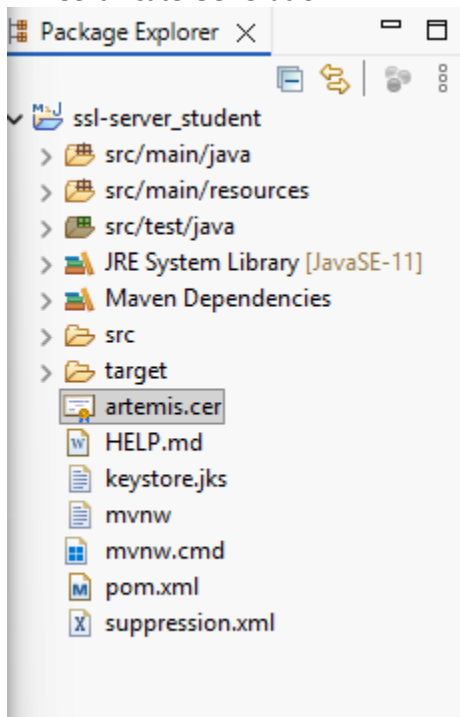 Package Explorer
ssl-server_student
src/main/java
src/main/resources
src/test/java
JRE System Library [JavaSE-11]
Maven Dependencies
src
target
artemis.cer
HELP.md
keystore.jks
mvnw
mvnw.cmd
pom.xml
suppression.xml